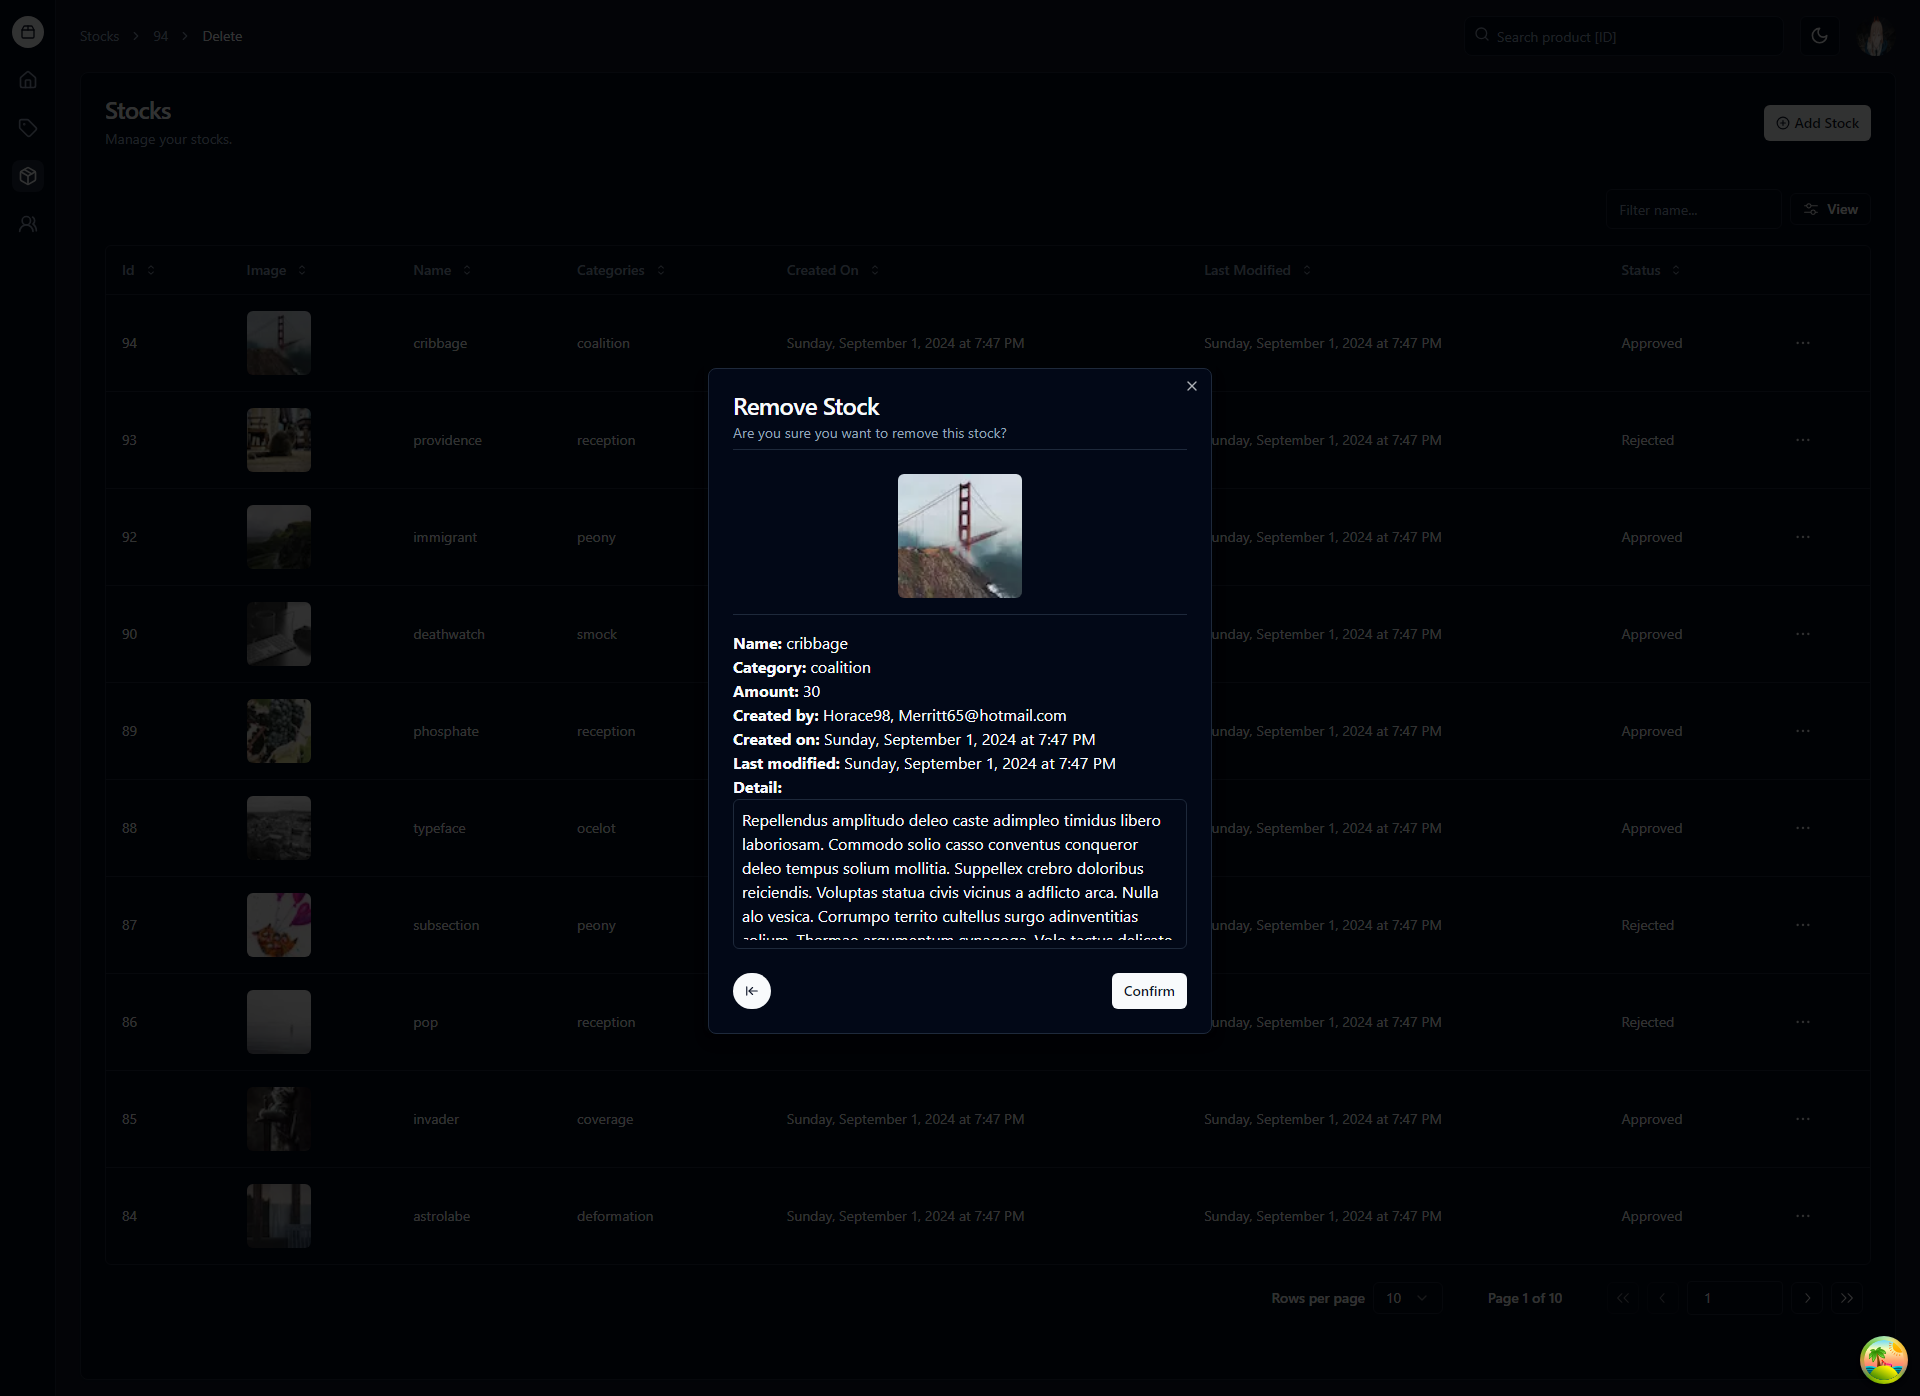 Stocks > 94 > Delete
Search product [ID]
Stocks
Manage your stocks.
Add Stock
Filter name...
View
Id Image Name Categories Created On Last Modified Status
94 cribbage coalition Sunday, September 1, 2024 at 7:47 PM Sunday, September 1, 2024 at 7:47 PM Approved ...
93 providence reception unday, September 1, 2024 at 7:47 PM Rejected ...
92 immigrant peony unday, September 1, 2024 at 7:47 PM Approved ...
90 deathwatch smock unday, September 1, 2024 at 7:47 PM Approved ...
89 phosphate reception unday, September 1, 2024 at 7:47 PM Approved ...
88 typeface ocelot unday, September 1, 2024 at 7:47 PM Approved ...
87 subsection peony unday, September 1, 2024 at 7:47 PM Rejected ...
86 pop reception unday, September 1, 2024 at 7:47 PM Rejected ...
85 invader coverage Sunday, September 1, 2024 at 7:47 PM Sunday, September 1, 2024 at 7:47 PM Approved ...
84 astrolabe deformation Sunday, September 1, 2024 at 7:47 PM Sunday, September 1, 2024 at 7:47 PM Approved ...
Remove Stock
Are you sure you want to remove this stock?
Name: cribbage
Category: coalition
Amount: 30
Created by: Horace98, Merritt65@hotmail.com
Created on: Sunday, September 1, 2024 at 7:47 PM
Last modified: Sunday, September 1, 2024 at 7:47 PM
Detail:
Repellendus amplitudo deleo caste adimpleo timidus libero
laboriosam. Commodo solio casso conventus conqueror
deleo tempus solium mollitia. Suppellex crebro doloribus
reiciendis. Voluptas statua civis vicinus a adflicto arca. Nulla
alo vesica. Corrumpo territo cultellus surgo adinventitias
solium. Thermae argumentum synagoga. Volo tactus delicate
Confirm
Rows per page 10 Page 1 of 10 1